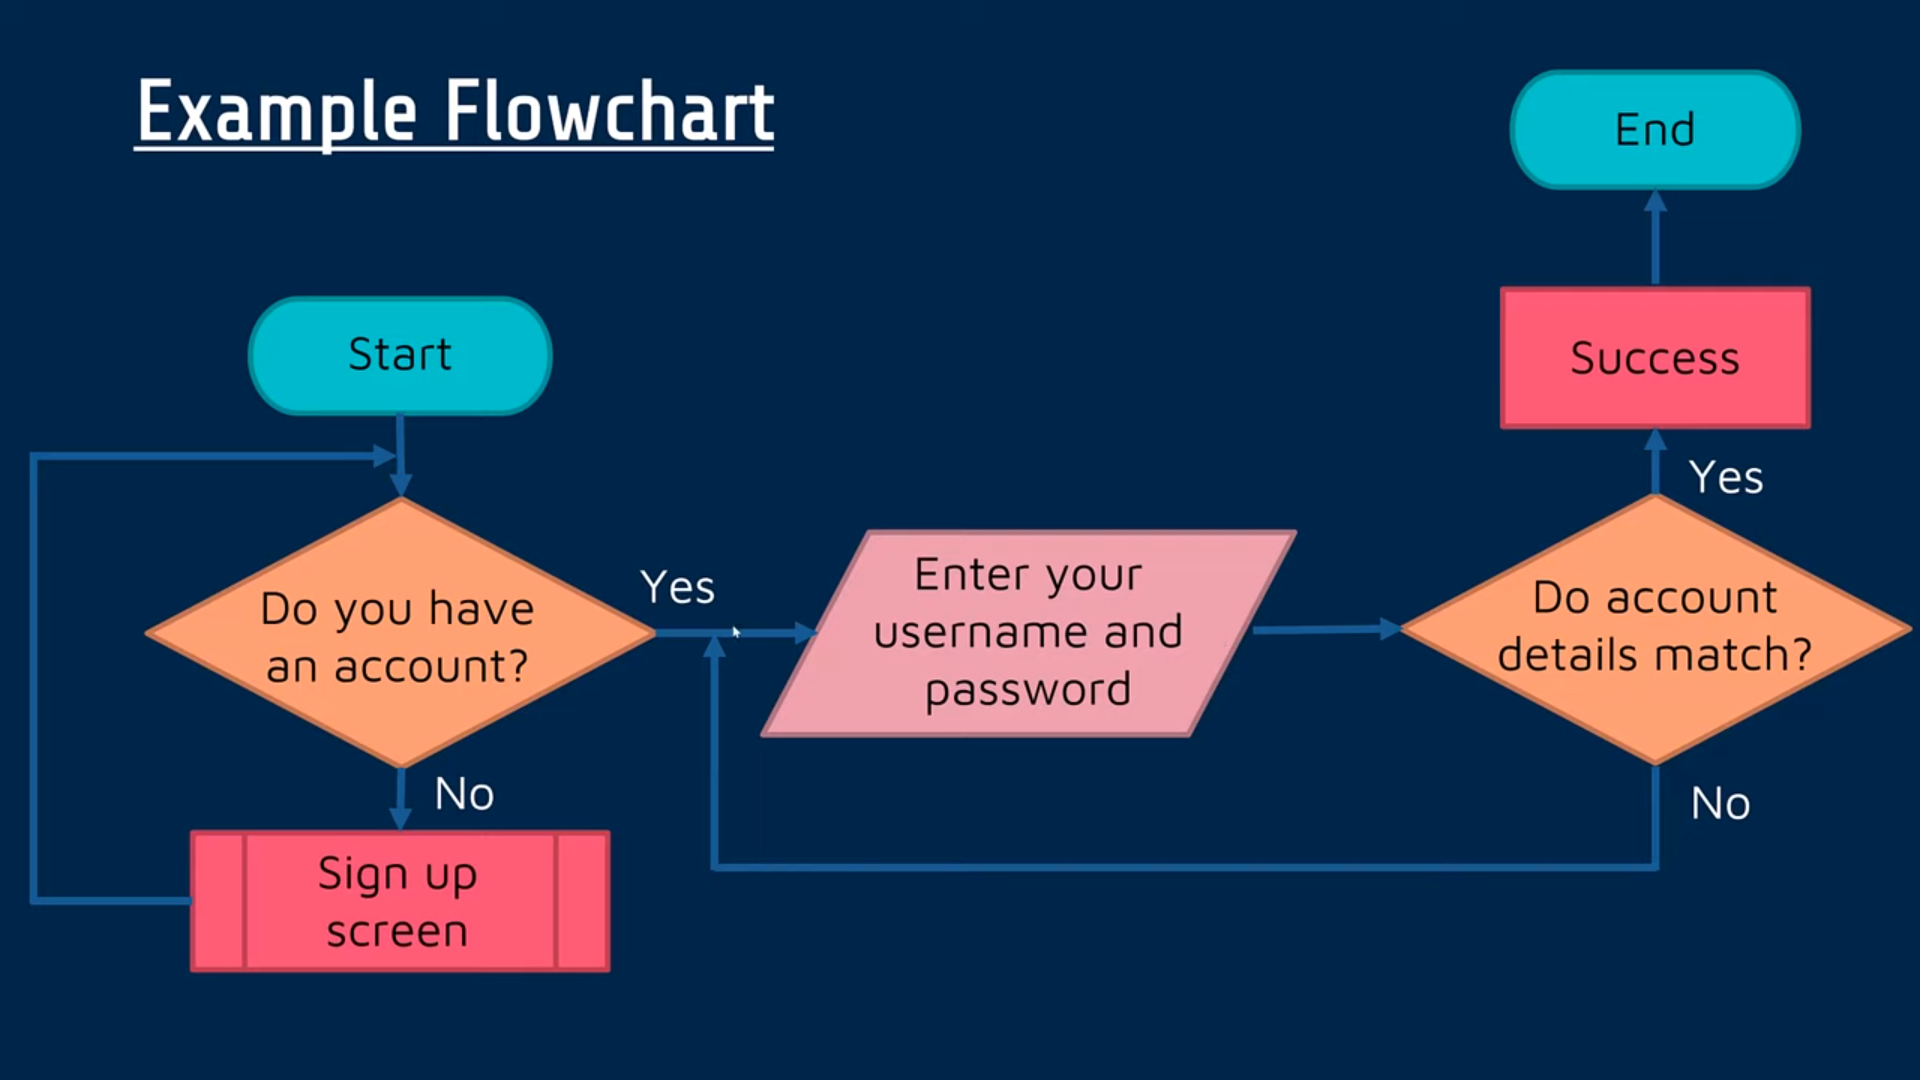 Example Flowchart
Start
Do you have
an account?
Yes
No
Sign up
screen
Enter your
username and
password
Do account
details match?
Yes
No
Success
End